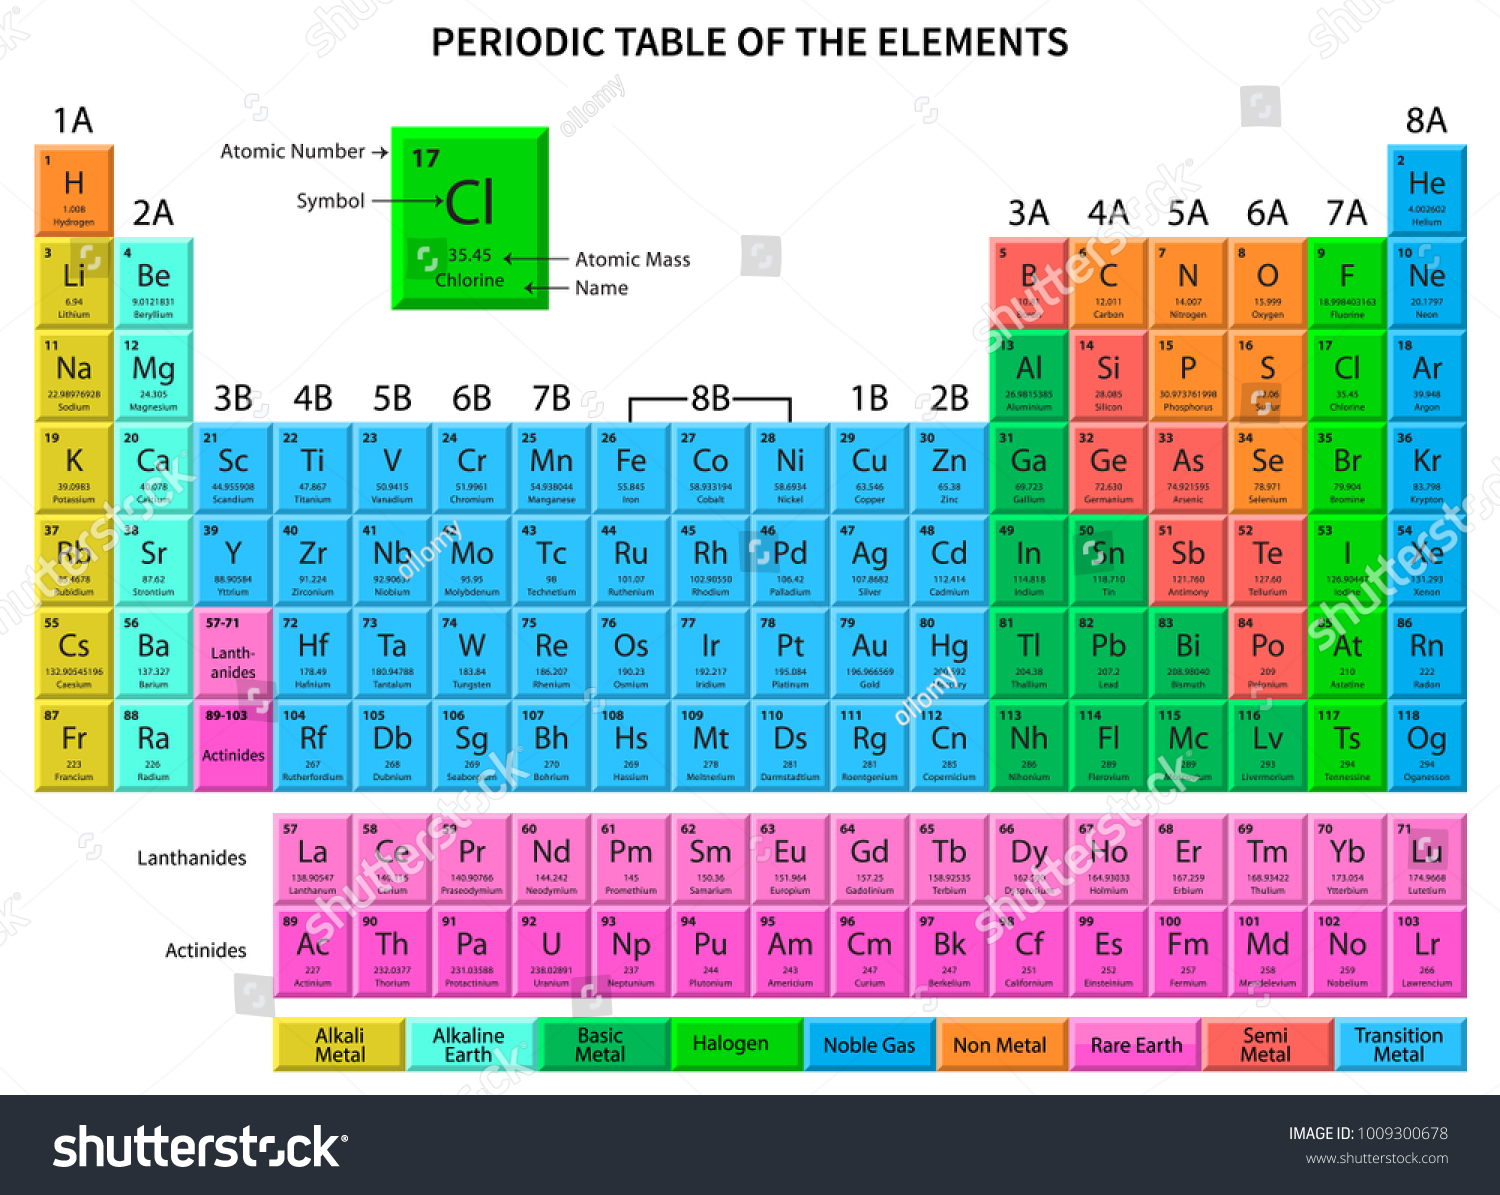 PERIODIC TABLE OF THE ELEMENTS
1A
2A
3B
4B
5B
6B
7B
8B
1B
2B
3A
4A
5A
6A
7A
8A
Atomic Number
Symbol
17
Cl
35.45
Chlorine
Atomic Mass
Name
1 H 1.008 Hydrogen
2 He 4.002602 Helium
3 Li 6.94 Lithium
4 Be 9.0121831 Beryllium
5 B
6 C 12.011 Carbon
7 N 14.007 Nitrogen
8 O 15.999 Oxygen
9 F 18.998403163 Fluorine
10 Ne 20.1797 Neon
11 Na 22.98976928 Sodium
12 Mg 24.305 Magnesium
13 Al 26.9815385 Aluminium
14 Si 28.085 Silicon
15 P 30.973761998 Phosphorus
16 S Sulfur
17 Cl 35.45 Chlorine
18 Ar 39.948 Argon
19 K 39.0983 Potassium
20 Ca 40.078 Calcium
21 Sc 44.955908 Scandium
22 Ti 47.867 Titanium
23 V 50.9415 Vanadium
24 Cr 51.9961 Chromium
25 Mn 54.938044 Manganese
26 Fe 55.845 Iron
27 Co 58.933194 Cobalt
28 Ni 58.6934 Nickel
29 Cu 63.546 Copper
30 Zn 65.38 Zinc
31 Ga 69.723 Gallium
32 Ge 72.630 Germanium
33 As 74.921595 Arsenic
34 Se 78.971 Selenium
35 Br 79.904 Bromine
36 Kr 83.798 Krypton
37 Rb 85.4678 Rubidium
38 Sr 87.62 Strontium
39 Y 88.90584 Yttrium
40 Zr 91.224 Zirconium
41 Nb Niobium
42 Mo 95.95 Molybdenum
43 Tc 98 Technetium
44 Ru 101.07 Ruthenium
45 Rh 102.90550 Rhodium
46 Pd 106.42 Palladium
47 Ag 107.8682 Silver
48 Cd 112.414 Cadmium
49 In 114.818 Indium
50 Sn 118.710 Tin
51 Sb 121.760 Antimony
52 Te 127.60 Tellurium
53 I 126.90447 Iodine
54 Xe 131.293 Xenon
55 Cs 132.90545196 Caesium
56 Ba 137.327 Barium
57-71 Lanth-
anides
72 Hf 178.49 Hafnium
73 Ta 180.94788 Tantalum
74 W 183.84 Tungsten
75 Re 186.207 Rhenium
76 Os 190.23 Osmium
77 Ir 192.217 Iridium
78 Pt 195.084 Platinum
79 Au 196.966569 Gold
80 Hg
81 Tl 204.38 Thallium
82 Pb 207.2 Lead
83 Bi 208.98040 Bismuth
84 Po 209 Polonium
85 At 210 Astatine
86 Rn 222 Radon
87 Fr 223 Francium
88 Ra 226 Radium
89-103 Actinides
104 Rf 267 Rutherfordium
105 Db 268 Dubnium
106 Sg 269 Seaborgium
107 Bh 270 Bohrium
108 Hs 269 Hassium
109 Mt 278 Meitnerium
110 Ds 281 Darmstadtium
111 Rg 281 Roentgenium
112 Cn 285 Copernicium
113 Nh 286 Nihonium
114 Fl 289 Flerovium
115 Mc 289
116 Lv 293 Livermorium
117 Ts 294 Tennessine
118 Og 294 Oganesson
Lanthanides
57 La 138.90547 Lanthanum
58 Ce Cerium
59 Pr 140.90766 Praseodymium
60 Nd 144.242 Neodymium
61 Pm 145 Promethium
62 Sm 150.36 Samarium
63 Eu 151.964 Europium
64 Gd 157.25 Gadolinium
65 Tb 158.92535 Terbium
66 Dy Dysprosium
67 Ho 164.93033 Holmium
68 Er 167.259 Erbium
69 Tm 168.93422 Thulium
70 Yb 173.054 Ytterbium
71 Lu 174.9668 Lutetium
Actinides
89 Ac 227 Actinium
90 Th 232.0377 Thorium
91 Pa 231.03588 Protactinium
92 U 238.02891 Uranium
93 Np 237 Neptunium
94 Pu 244 Plutonium
95 Am 243 Americium
96 Cm 247 Curium
97 Bk 247 Berkelium
98 Cf 251 Californium
99 Es 252 Einsteinium
100 Fm 257 Fermium
101 Md 258 Mendelevium
102 No 259 Nobelium
103 Lr 266 Lawrencium
Alkali
Metal
Alkaline
Earth
Basic
Metal
Halogen
Noble Gas
Non Metal
Rare Earth
Semi
Metal
Transition
Metal
shutterstock
ollomy
shutterstock
IMAGE ID: 1009300678
www.shutterstock.com